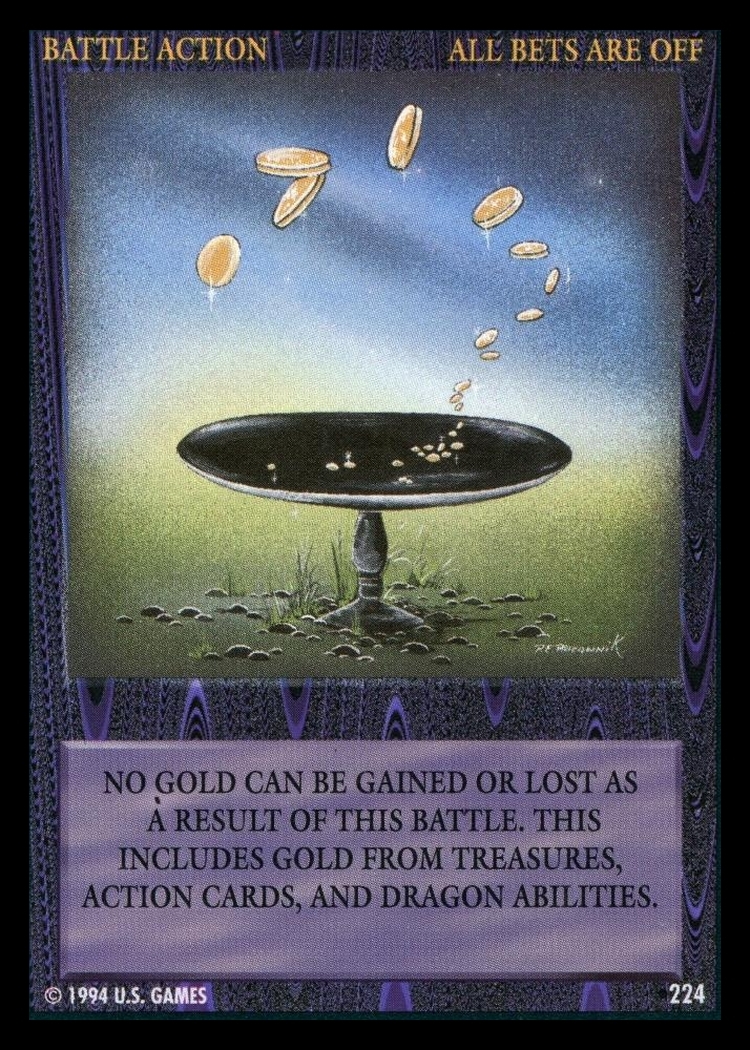 BATTLE ACTION ALL BETS ARE OFF
NO GOLD CAN BE GAINED OR LOST AS
A RESULT OF THIS BATTLE. THIS
INCLUDES GOLD FROM TREASURES,
ACTION CARDS, AND DRAGON ABILITIES.
© 1994 U.S. GAMES 224